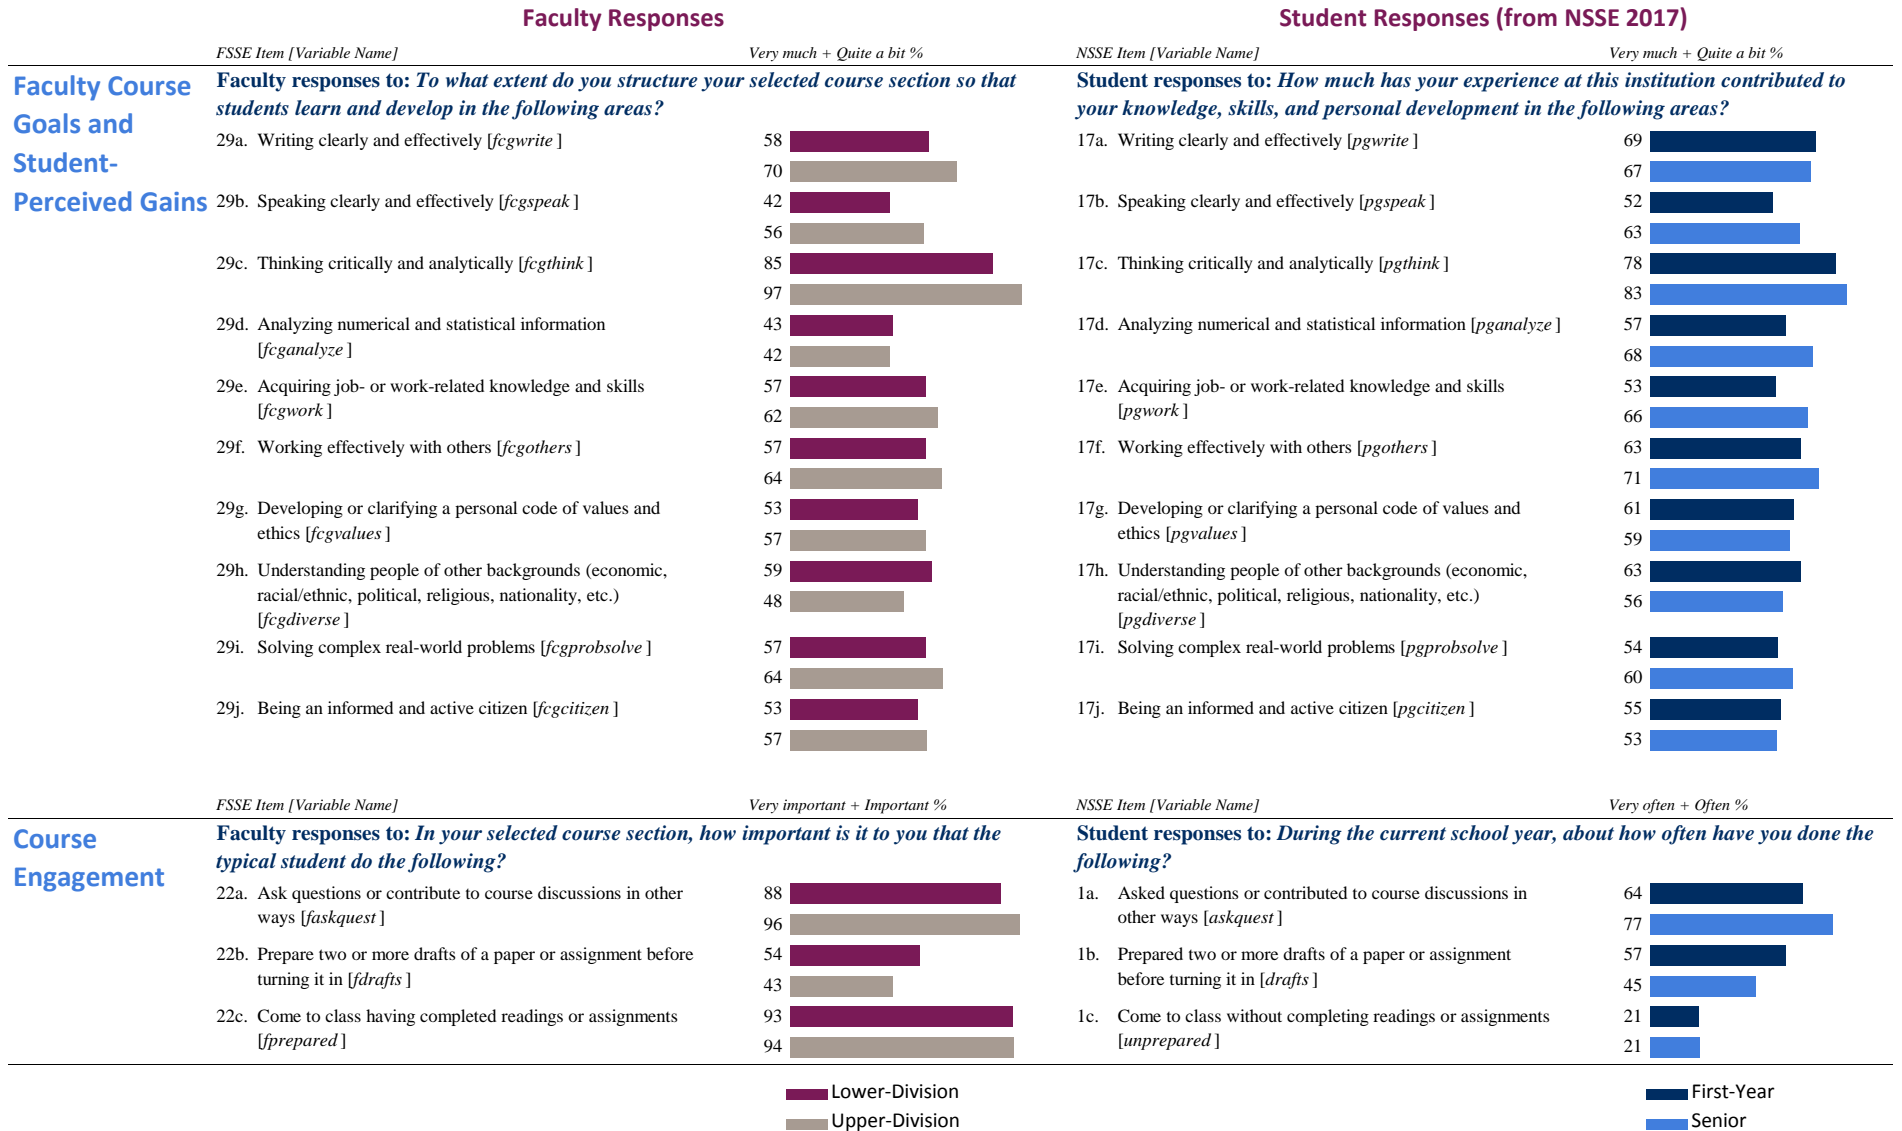 Faculty Responses
Student Responses (from NSSE 2017)
FSSE Item [Variable Name]
Very much + Quite a bit %
NSSE Item [Variable Name]
Very much + Quite a bit %
Faculty Course
Goals and
Student-
Perceived Gains
Faculty responses to: To what extent do you structure your selected course section so that
students learn and develop in the following areas?
Student responses to: How much has your experience at this institution contributed to
your knowledge, skills, and personal development in the following areas?
29a. Writing clearly and effectively [fcgwrite ]
58
70
17a. Writing clearly and effectively [pgwrite ]
69
67
29b. Speaking clearly and effectively [fcgspeak ]
42
56
17b. Speaking clearly and effectively [pgspeak ]
52
63
29c. Thinking critically and analytically [fcgthink ]
85
97
17c. Thinking critically and analytically [pgthink ]
78
83
29d. Analyzing numerical and statistical information
[fcganalyze ]
43
42
17d. Analyzing numerical and statistical information [pganalyze ]
57
68
29e. Acquiring job- or work-related knowledge and skills
[fcgwork ]
57
62
17e. Acquiring job- or work-related knowledge and skills
[pgwork ]
53
66
29f. Working effectively with others [fcgothers ]
57
64
17f. Working effectively with others [pgothers ]
63
71
29g. Developing or clarifying a personal code of values and
ethics [fcgvalues ]
53
57
17g. Developing or clarifying a personal code of values and
ethics [pgvalues ]
61
59
29h. Understanding people of other backgrounds (economic,
racial/ethnic, political, religious, nationality, etc.)
[fcgdiverse ]
59
48
17h. Understanding people of other backgrounds (economic,
racial/ethnic, political, religious, nationality, etc.)
[pgdiverse ]
63
56
29i. Solving complex real-world problems [fcgprobsolve ]
57
64
17i. Solving complex real-world problems [pgprobsolve ]
54
60
29j. Being an informed and active citizen [fcgcitizen ]
53
57
17j. Being an informed and active citizen [pgcitizen ]
55
53
FSSE Item [Variable Name]
Very important + Important %
NSSE Item [Variable Name]
Very often + Often %
Course
Engagement
Faculty responses to: In your selected course section, how important is it to you that the
typical student do the following?
Student responses to: During the current school year, about how often have you done the
following?
22a. Ask questions or contribute to course discussions in other
ways [faskquest ]
88
96
1a. Asked questions or contributed to course discussions in
other ways [askquest ]
64
77
22b. Prepare two or more drafts of a paper or assignment before
turning it in [fdrafts ]
54
43
1b. Prepared two or more drafts of a paper or assignment
before turning it in [drafts ]
57
45
22c. Come to class having completed readings or assignments
[fprepared ]
93
94
1c. Come to class without completing readings or assignments
[unprepared ]
21
21
Lower-Division
Upper-Division
First-Year
Senior